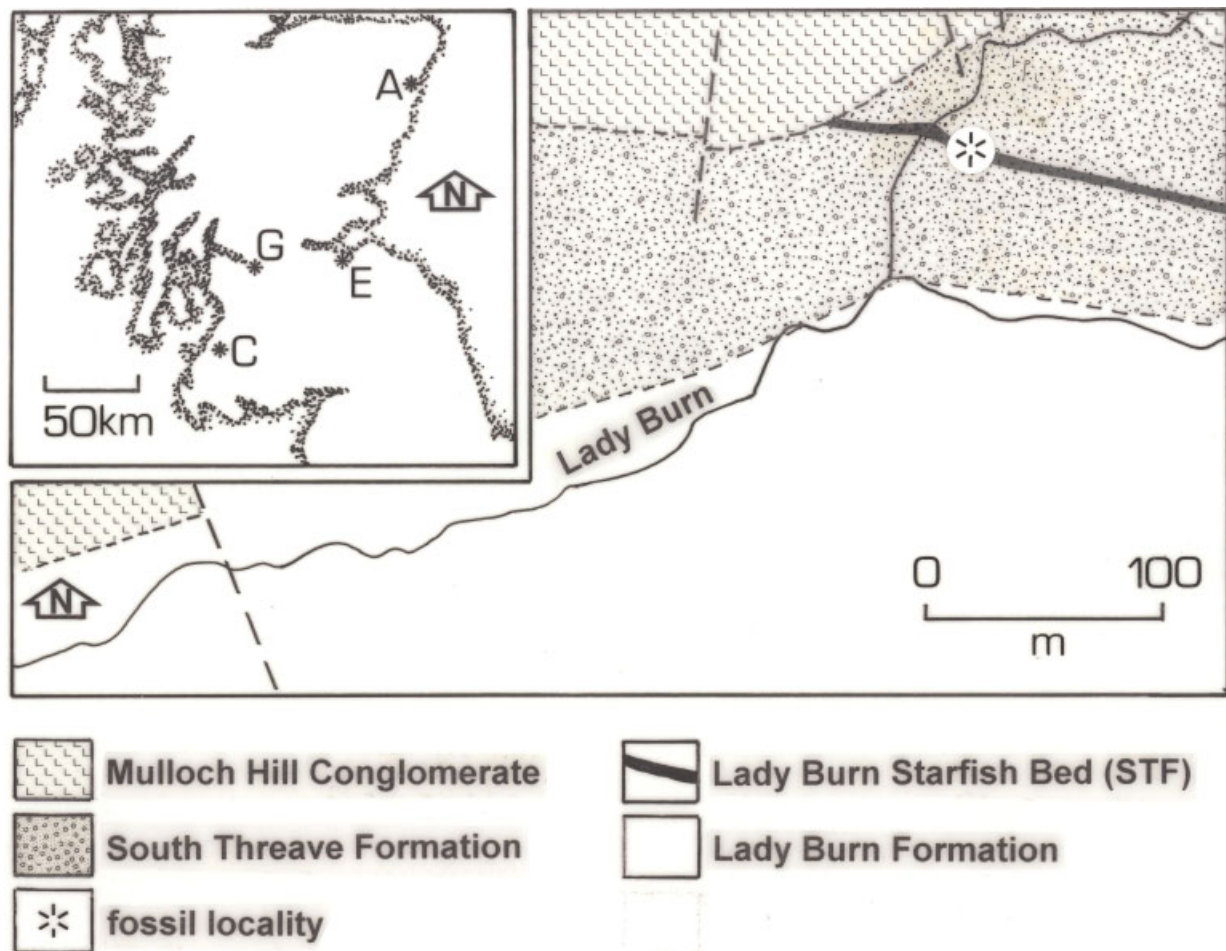 A
N
G
E
C
50km
Lady Burn
N
0 100
m
Mulloch Hill Conglomerate
Lady Burn Starfish Bed (STF)
South Threave Formation
Lady Burn Formation
fossil locality